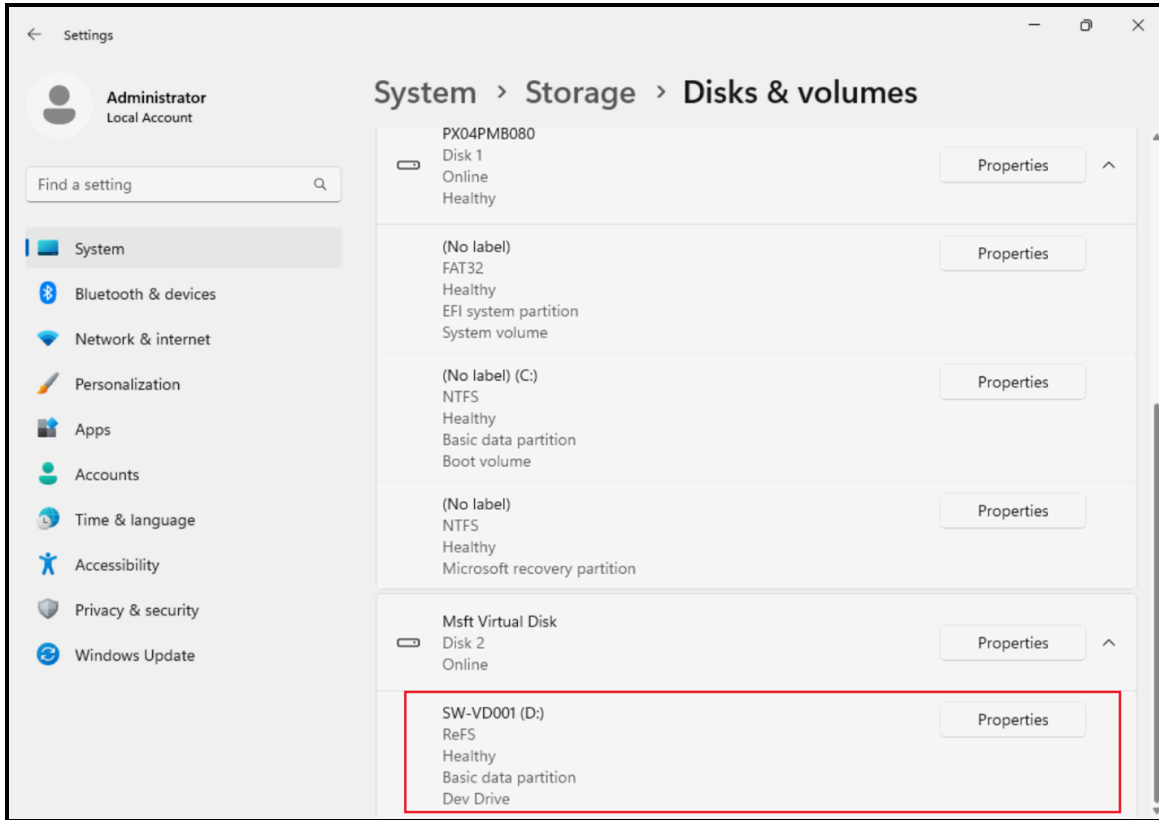 Settings
Administrator
Local Account
Find a setting
System
Bluetooth & devices
Network & internet
Personalization
Apps
Accounts
Time & language
Accessibility
Privacy & security
Windows Update
System > Storage > Disks & volumes
PX04PMB080
Disk 1
Online
Healthy
Properties
(No label)
FAT32
Healthy
EFI system partition
System volume
Properties
(No label) (C:)
NTFS
Healthy
Basic data partition
Boot volume
Properties
(No label)
NTFS
Healthy
Microsoft recovery partition
Properties
Msft Virtual Disk
Disk 2
Online
Properties
SW-VD001 (D:)
ReFS
Healthy
Basic data partition
Dev Drive
Properties